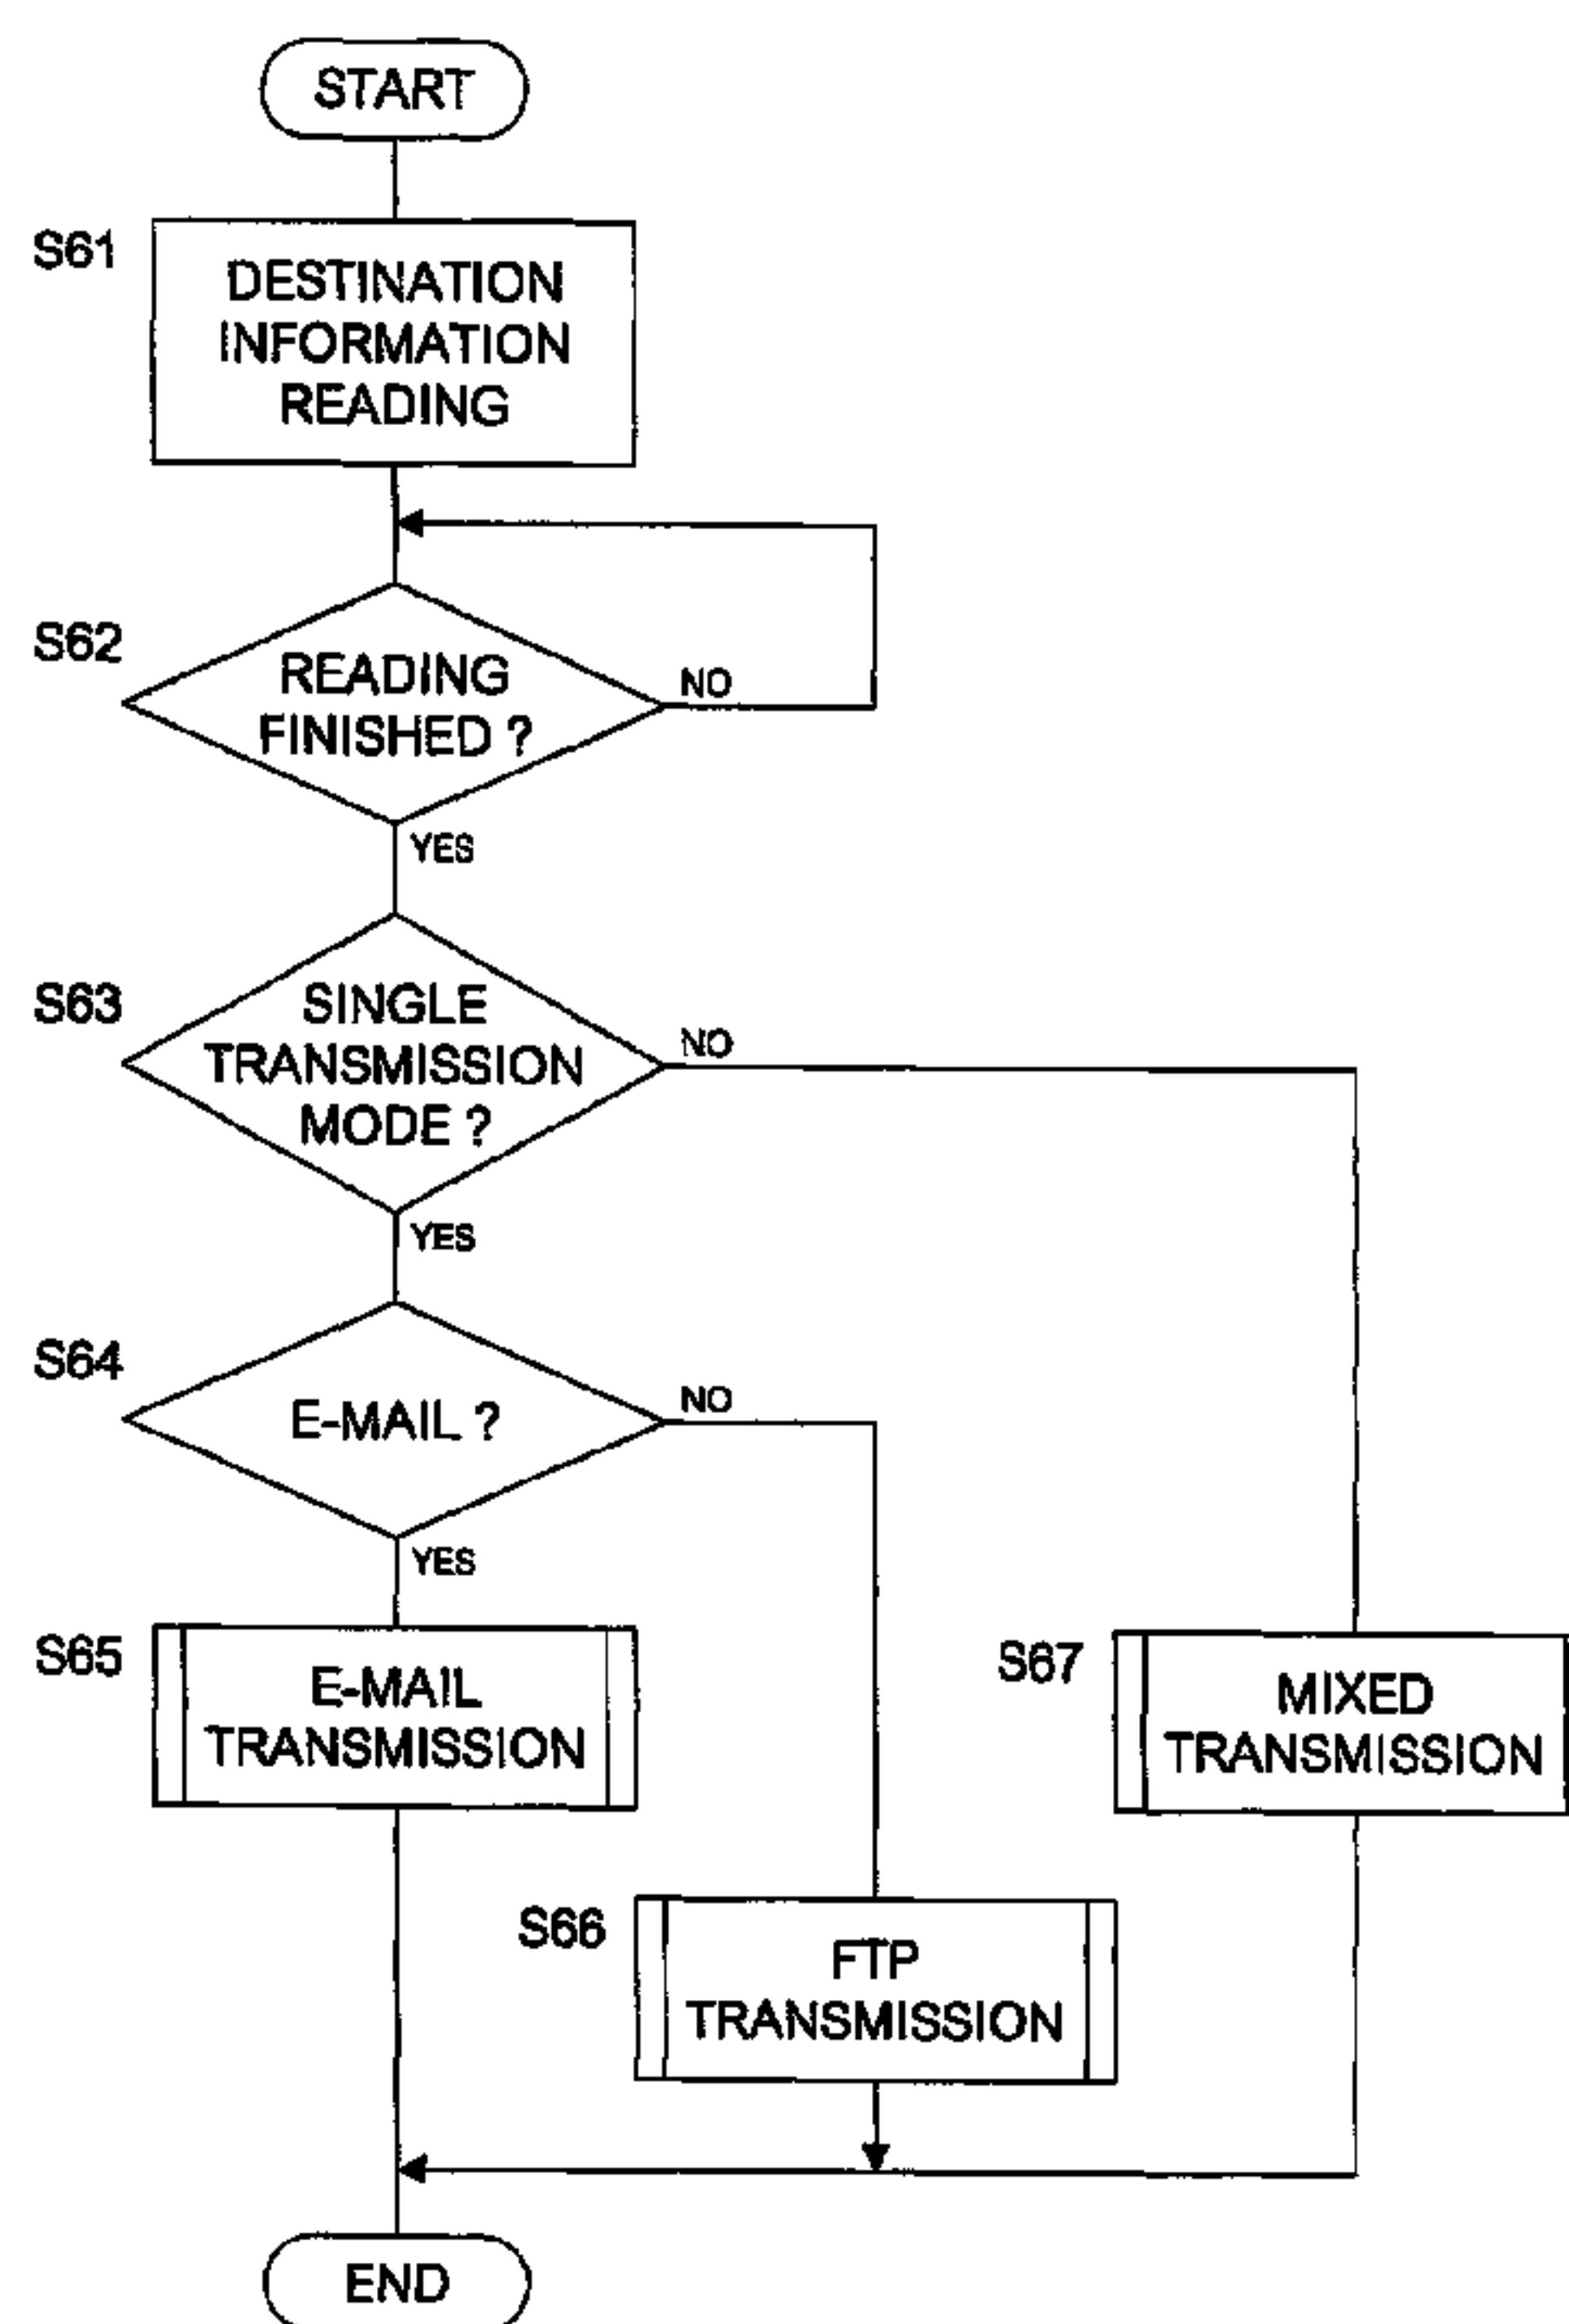 START
S61
DESTINATION
INFORMATION
READING
S62
READING
FINISHED ?
NO
YES
S63
SINGLE
TRANSMISSION
MODE ?
NO
YES
S64
E-MAIL ?
NO
YES
S65
E-MAIL
TRANSMISSION
S67
MIXED
TRANSMISSION
S66
FTP
TRANSMISSION
END